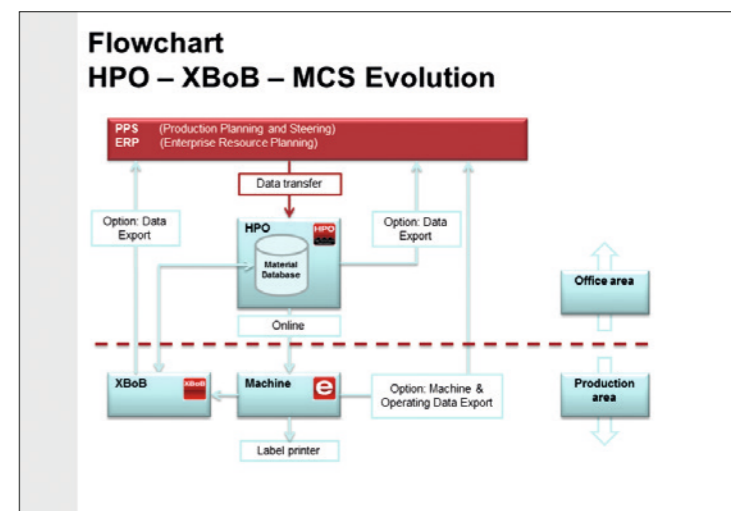 Flowchart
HPO – XBoB – MCS Evolution
PPS (Production Planning and Steering)
ERP (Enterprise Resource Planning)
Data transfer
Option: Data
Export
HPO
HPO
Material
Database
Option: Data
Export
Office area
Online
XBoB
XBoB
Machine
e
Option: Machine &
Operating Data Export
Production
area
Label printer